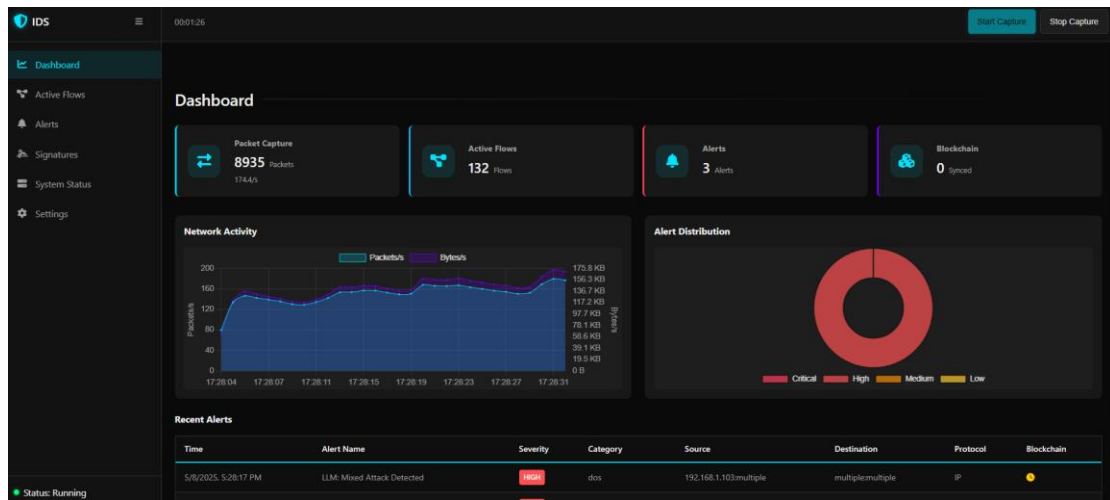 IDS
00:01:26
Start Capture
Stop Capture
Dashboard
Active Flows
Alerts
Signatures
System Status
Settings
Status: Running
Dashboard
Packet Capture
8935 Packets
174.4/s
Active Flows
132 Flows
Alerts
3 Alerts
Blockchain
0 Synced
Network Activity
Packets/s Bytes/s
200
160
120
80
40
0
Packets/s
175.8 KB
156.3 KB
136.7 KB
117.2 KB
97.7 KB
78.1 KB
58.6 KB
39.1 KB
19.5 KB
0 B
Bytes/s
17:28:04 17:28:07 17:28:11 17:28:15 17:28:19 17:28:23 17:28:27 17:28:31
Alert Distribution
Critical High Medium Low
Recent Alerts
Time Alert Name Severity Category Source Destination Protocol Blockchain
5/8/2025, 5:28:17 PM LLM: Mixed Attack Detected HIGH dos 192.168.1.103:multiple multiple:multiple IP